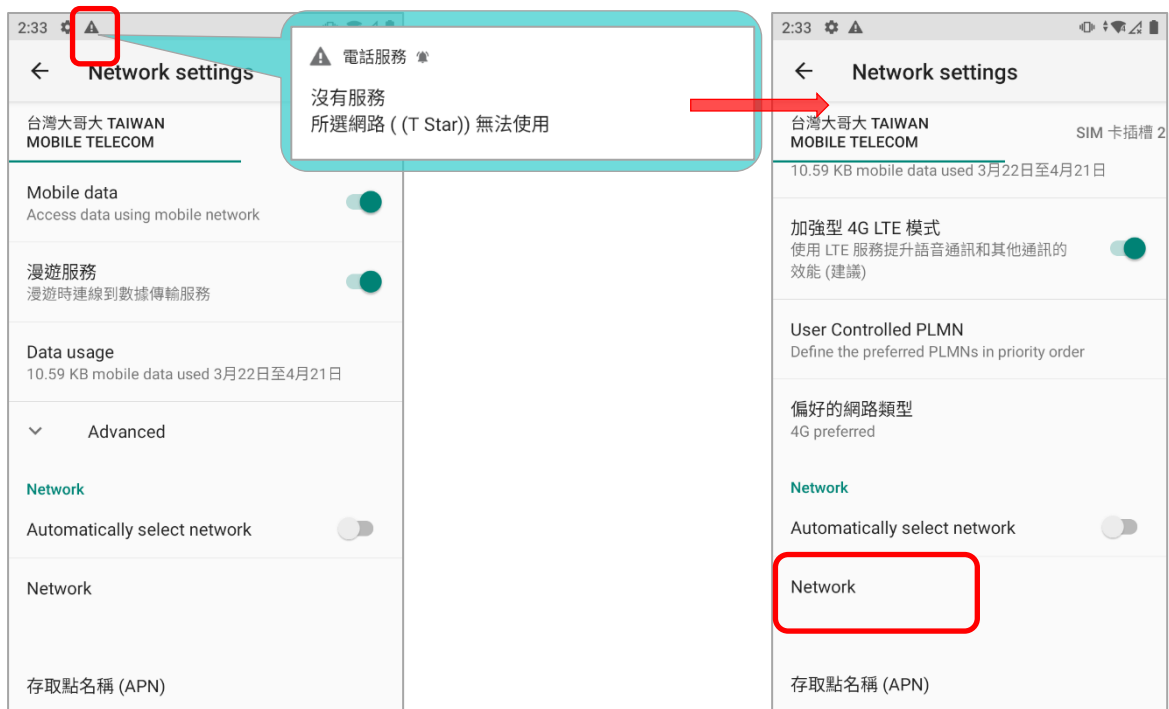 2:33
Network settings
台灣大哥大 TAIWAN
MOBILE TELECOM
Mobile data
Access data using mobile network
漫遊服務
漫遊時連線到數據傳輸服務
Data usage
10.59 KB mobile data used 3月22日至4月21日
Advanced
Network
Automatically select network
Network
存取點名稱 (APN)
電話服務
沒有服務
所選網路 ( (T Star)) 無法使用
2:33
Network settings
台灣大哥大 TAIWAN
MOBILE TELECOM
SIM 卡插槽 2
10.59 KB mobile data used 3月22日至4月21日
加強型 4G LTE 模式
使用 LTE 服務提升語音通訊和其他通訊的
效能 (建議)
User Controlled PLMN
Define the preferred PLMNs in priority order
偏好的網路類型
4G preferred
Network
Automatically select network
Network
存取點名稱 (APN)